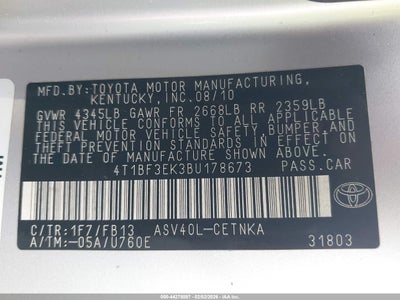 MFD.BY:TOYOTA MOTOR MANUFACTURING,
KENTUCKY,INC.08/10
GVWR 4345LB GAWR FR 2668LB RR 2359LB
THIS VEHICLE CONFORMS TO ALL APPLICABLE
FEDERAL MOTOR VEHICLE SAFETY, BUMPER, AND
THEFT PREVENTION STANDARDS IN EFFECT ON
THE DATE OF MANUFACTURE SHOWN ABOVE.
4T1BF3EK3BU178673 PASS.CAR
C/TR:1F7/FB13 ASV40L-CETNKA
A/TM:-05A/U760E 31803
TOYOTA